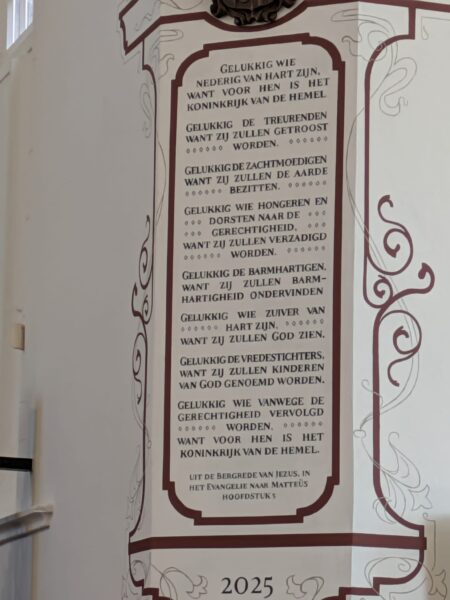 GELUKKIG WIE
NEDERIG VAN HART ZIJN,
WANT VOOR HEN IS HET
KONINKRIJK VAN DE HEMEL
GELUKKIG DE TREURENDEN
WANT ZIJ ZULLEN GETROOST
WORDEN.
GELUKKIG DE ZACHTMOEDIGEN
WANT ZIJ ZULLEN DE AARDE
BEZITTEN.
GELUKKIG WIE HONGEREN EN
DORSTEN NAAR DE
GERECHTIGHEID,
WANT ZIJ ZULLEN VERZADIGD
WORDEN.
GELUKKIG DE BARMHARTIGEN,
WANT ZIJ ZULLEN BARM-
HARTIGHEID ONDERVINDEN
GELUKKIG WIE ZUIVER VAN
HART ZIJN,
WANT ZIJ ZULLEN GOD ZIEN.
GELUKKIG DE VREDESTICHTERS,
WANT ZIJ ZULLEN KINDEREN
VAN GOD GENOEMD WORDEN.
GELUKKIG WIE VANWEGE DE
GERECHTIGHEID VERVOLGD
WORDEN,
WANT VOOR HEN IS HET
KONINKRIJK VAN DE HEMEL.
UIT DE BERGREDE VAN JEZUS, IN
HET EVANGELIE NAAR MATTEÜS
HOOFDSTUK 5
2025